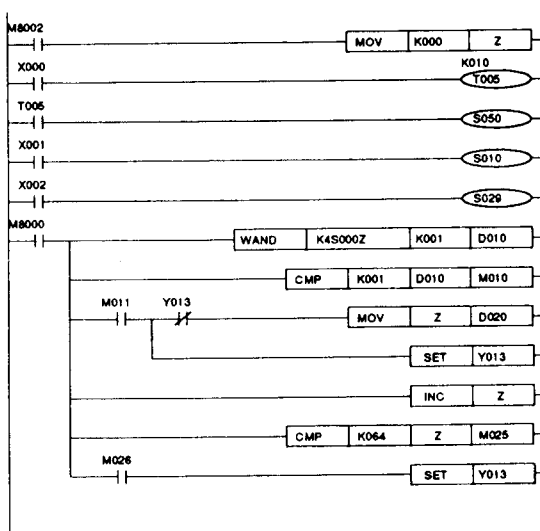 M8002
MOV K000 Z
X000
K010
T005
T005
S050
X001
S010
X002
S029
M8000
WAND K4S000Z K001 D010
CMP K001 D010 M010
M011 Y013
MOV Z D020
SET Y013
INC Z
CMP K064 Z M025
M026
SET Y013